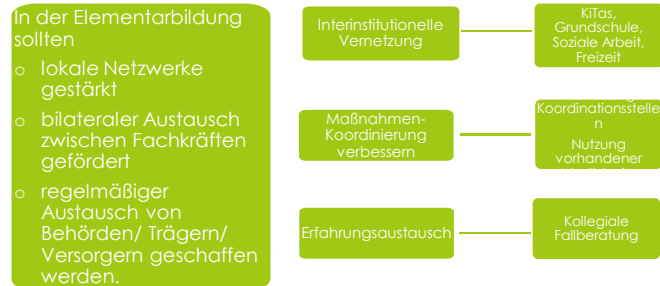 In der Elementarbildung
sollten
o lokale Netzwerke
gestärkt
o bilateraler Austausch
zwischen Fachkräften
gefördert
o regelmäßiger
Austausch von
Behörden/ Trägern/
Versorgern geschaffen
werden.
Interinstitutionelle
Vernetzung
KiTas,
Grundschule,
Soziale Arbeit,
Freizeit
Maßnahmen-
Koordinierung
verbessern
Koordinationsstelle
n
Nutzung
vorhandener
Erfahrungsaustausch
Kollegiale
Fallberatung